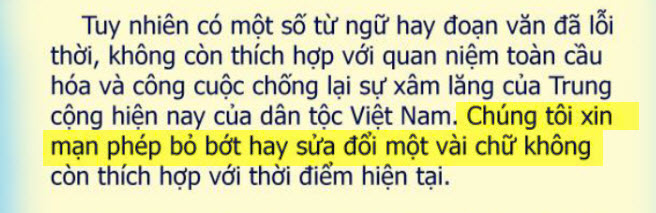 Tuy nhiên có một số từ ngữ hay đoạn văn đã lỗi
thời, không còn thích hợp với quan niệm toàn cầu
hóa và công cuộc chống lại sự xâm lăng của Trung
cộng hiện nay của dân tộc Việt Nam. Chúng tôi xin
mạn phép bỏ bớt hay sửa đổi một vài chữ không
còn thích hợp với thời điểm hiện tại.